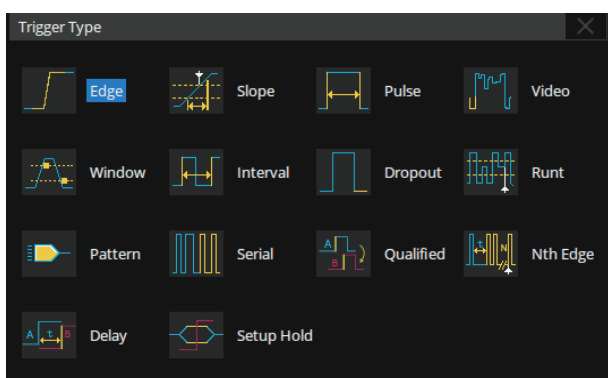 Trigger Type
Edge Slope Pulse Video
Window Interval Dropout Runt
Pattern Serial A B Qualified t N Nth Edge
A t B Delay Setup Hold